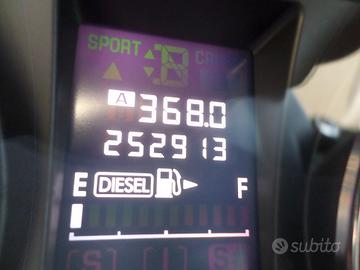 SPORT
A 368.0
252913
E DIESEL F
subito